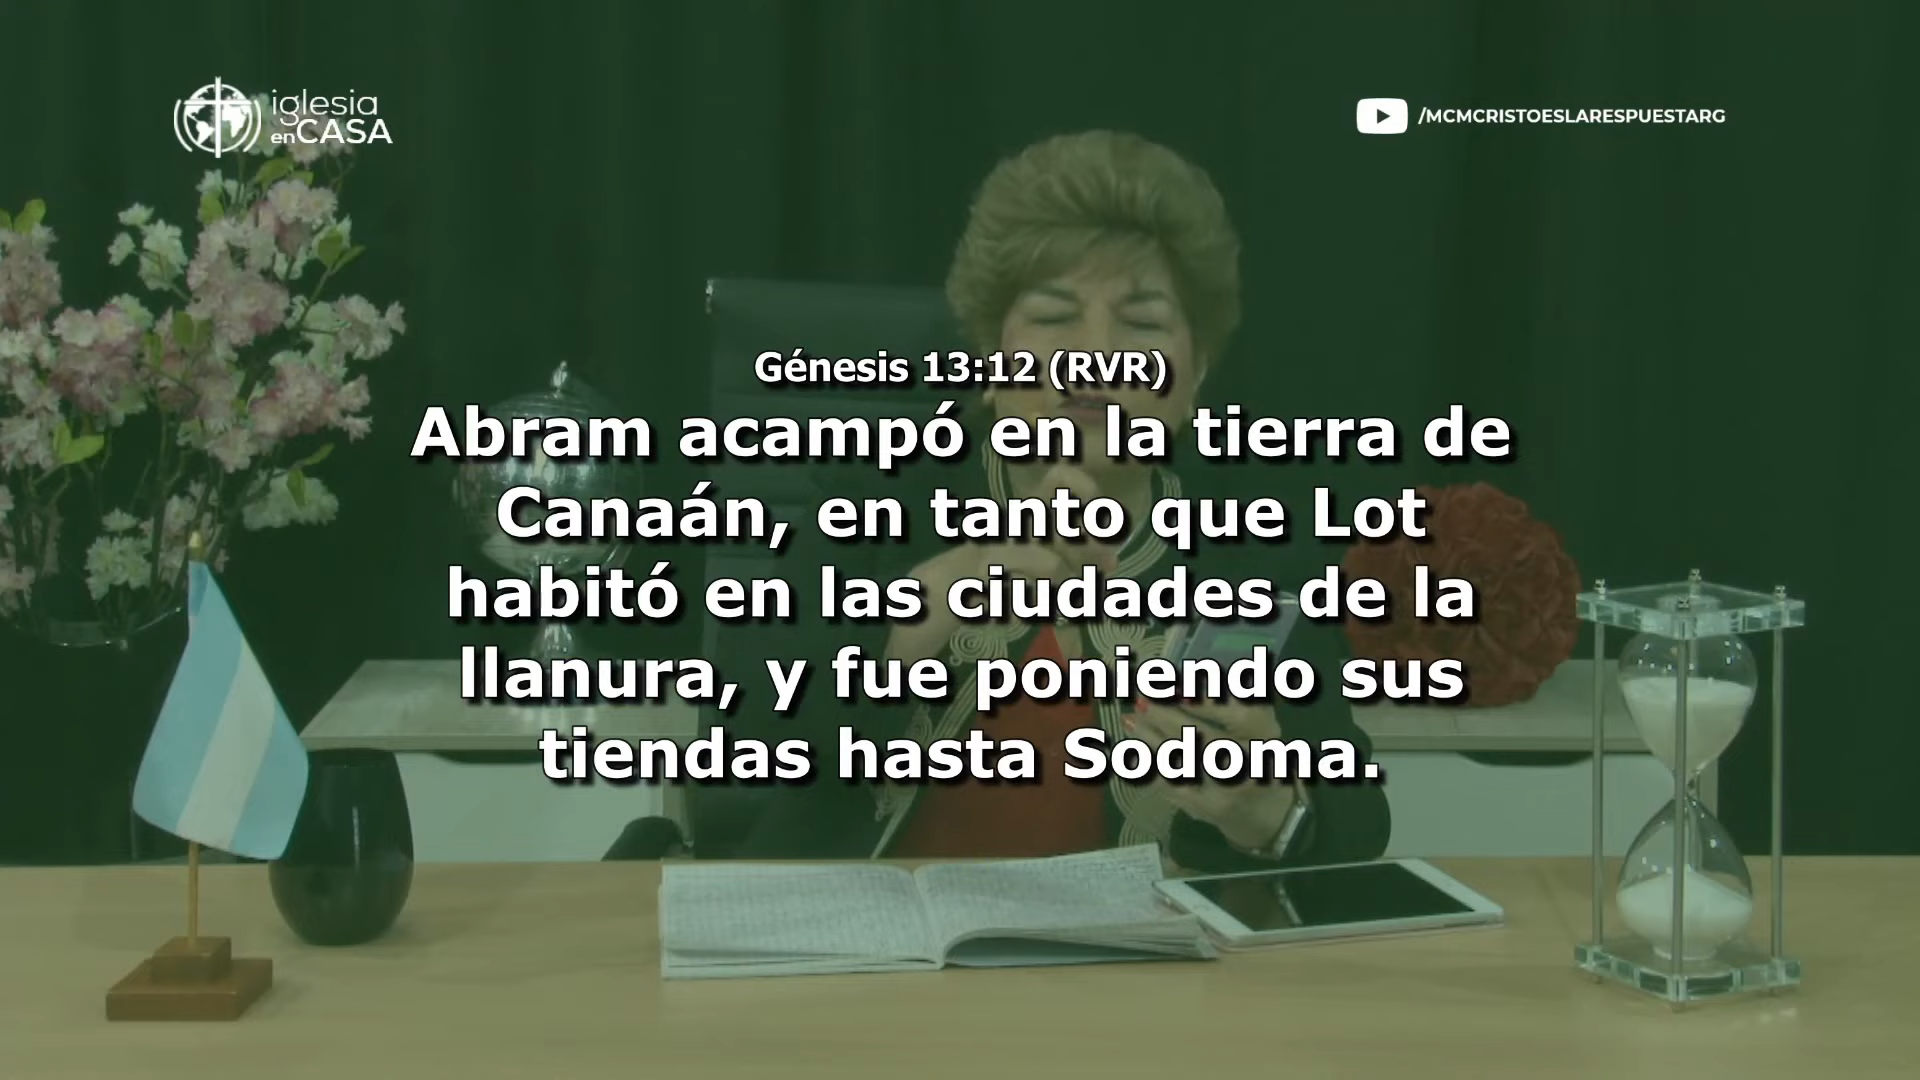 iglesia
enCASA
/MCMCRISTOESLARESPUESTARG
Génesis 13:12 (RVR)
Abram acampó en la tierra de
Canaán, en tanto que Lot
habitó en las ciudades de la
llanura, y fue poniendo sus
tiendas hasta Sodoma.